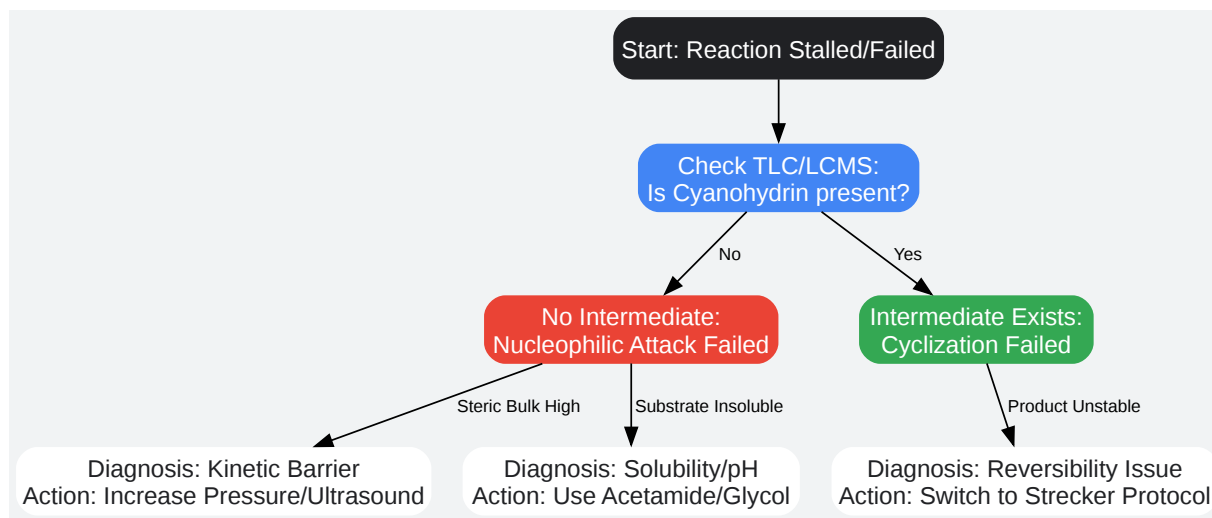 Start: Reaction Stalled/Failed
Check TLC/LCMS:
Is Cyanohydrin present?
No
Yes
No Intermediate:
Nucleophilic Attack Failed
Intermediate Exists:
Cyclization Failed
Steric Bulk High
Substrate Insoluble
Product Unstable
Diagnosis: Kinetic Barrier
Action: Increase Pressure/Ultrasound
Diagnosis: Solubility/pH
Action: Use Acetamide/Glycol
Diagnosis: Reversibility Issue
Action: Switch to Strecker Protocol